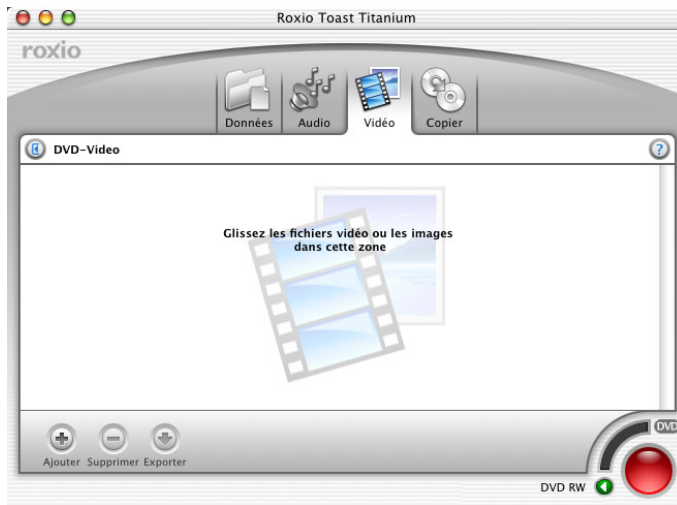 Roxio Toast Titanium
roxio
Données Audio Vidéo Copier
DVD-Video
?
Glissez les fichiers vidéo ou les images
dans cette zone
DVD
Ajouter Supprimer Exporter
DVD RW